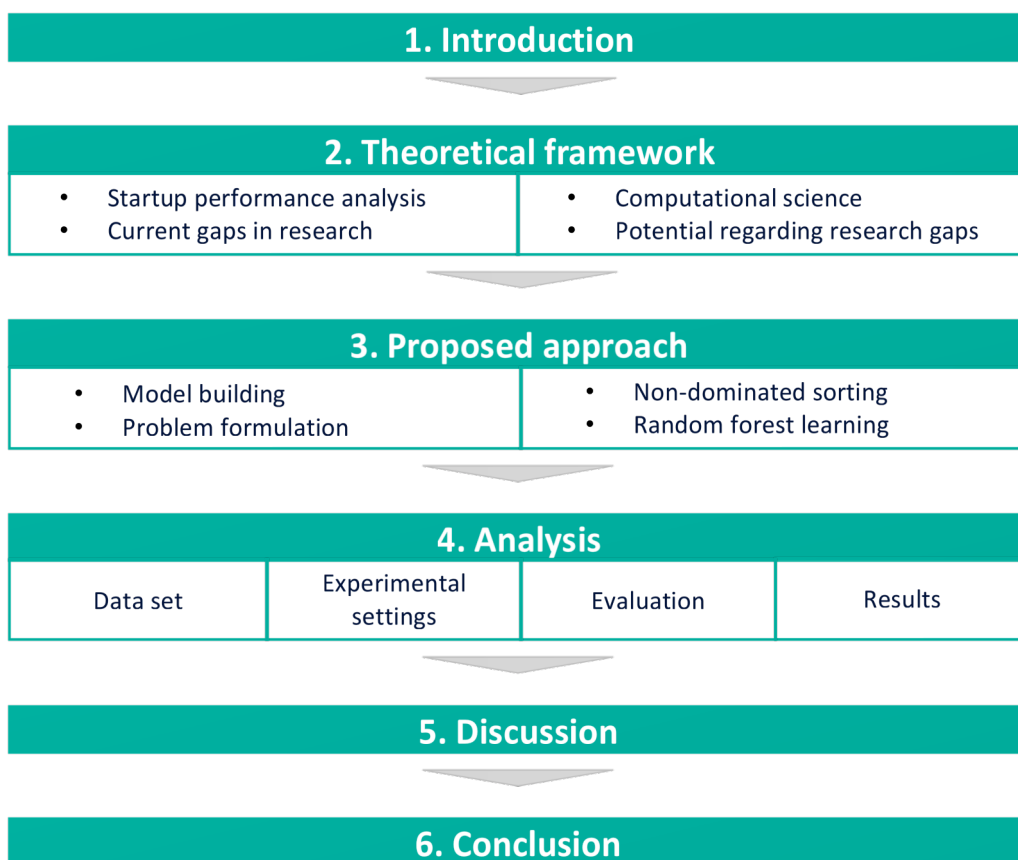 1. Introduction
2. Theoretical framework
• Startup performance analysis
• Current gaps in research
• Computational science
• Potential regarding research gaps
3. Proposed approach
• Model building
• Problem formulation
• Non-dominated sorting
• Random forest learning
4. Analysis
Data set
Experimental
settings
Evaluation
Results
5. Discussion
6. Conclusion